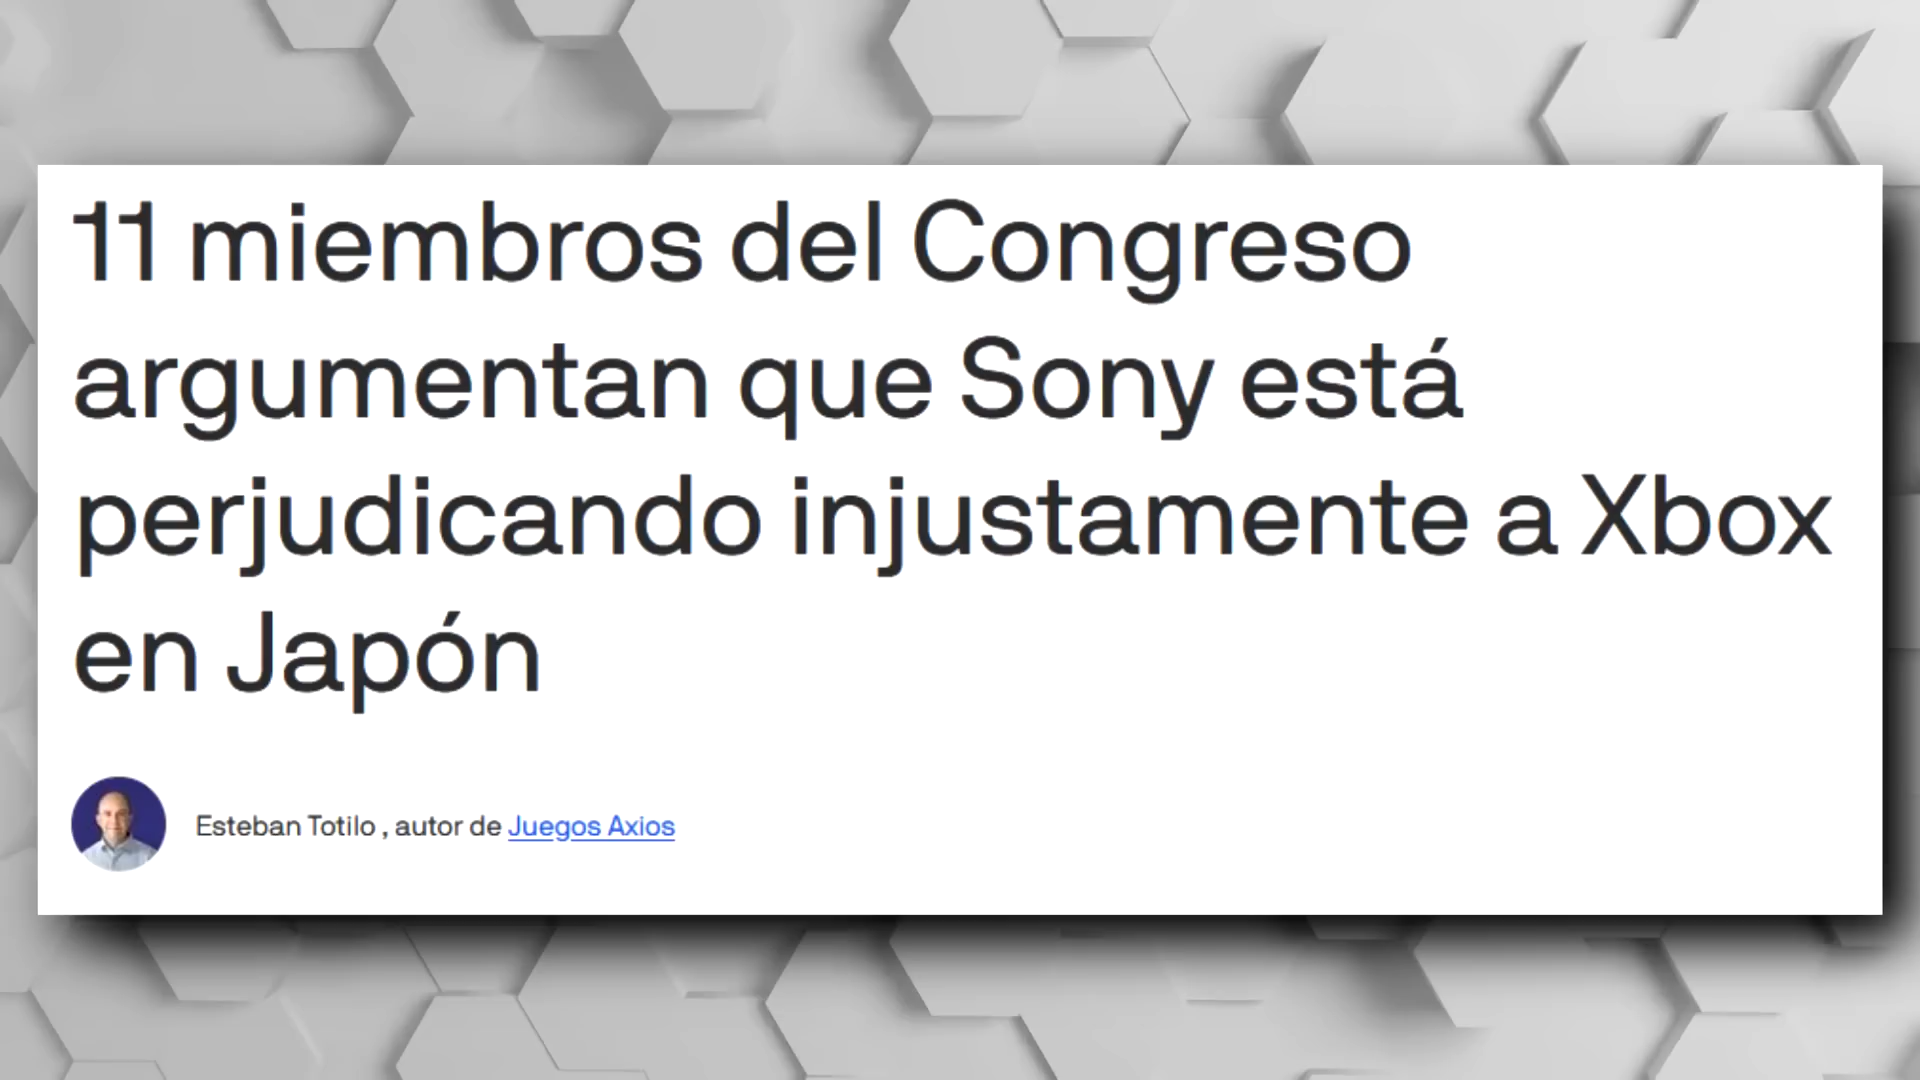 11 miembros del Congreso
argumentan que Sony está
perjudicando injustamente a Xbox
en Japón
Esteban Totilo , autor de Juegos Axios